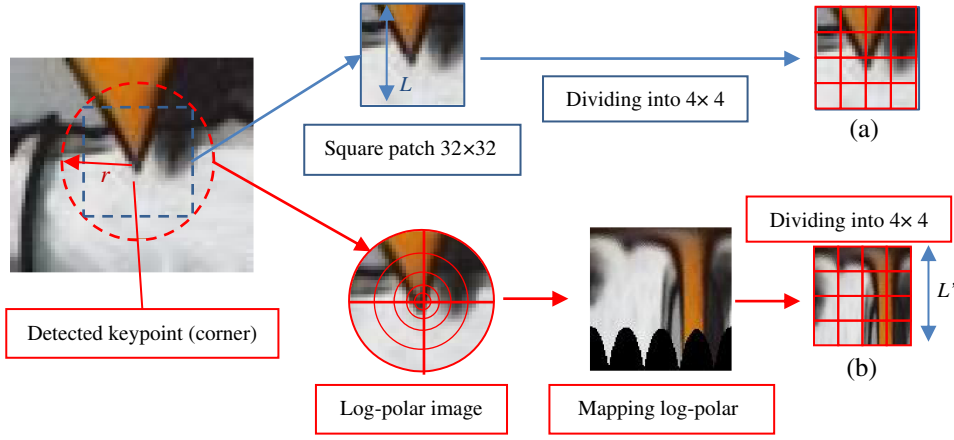 L
Dividing into 4× 4
(a)
Square patch 32×32
r
Dividing into 4× 4
L’
Detected keypoint (corner)
(b)
Log-polar image
Mapping log-polar